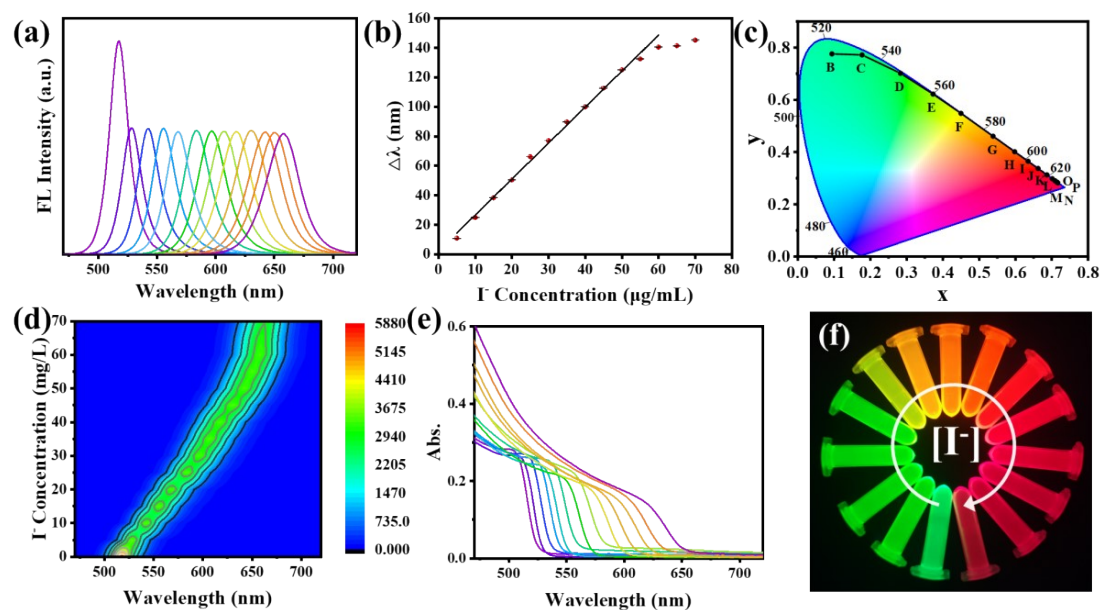 (a)
FL Intensity (a.u.)
500 550 600 650 700
Wavelength (nm)
(b)
△λ (nm)
160
140
120
100
80
60
40
20
0
0 10 20 30 40 50 60 70 80
I⁻ Concentration (μg/mL)
(c)
y
0.8
0.6
0.4
0.2
0.0
0.0 0.1 0.2 0.3 0.4 0.5 0.6 0.7 0.8
x
520
540
560
580
600
620
500
480
460
B
C
D
E
F
G
H
I
J
K
L
M
N
O
P
(d)
I⁻ Concentration (mg/L)
70
60
50
40
30
20
10
0
500 550 600 650 700
Wavelength (nm)
5880
5145
4410
3675
2940
2205
1470
735.0
0.000
(e)
Abs.
0.6
0.4
0.2
0.0
500 550 600 650 700
Wavelength (nm)
(f)
[I⁻]